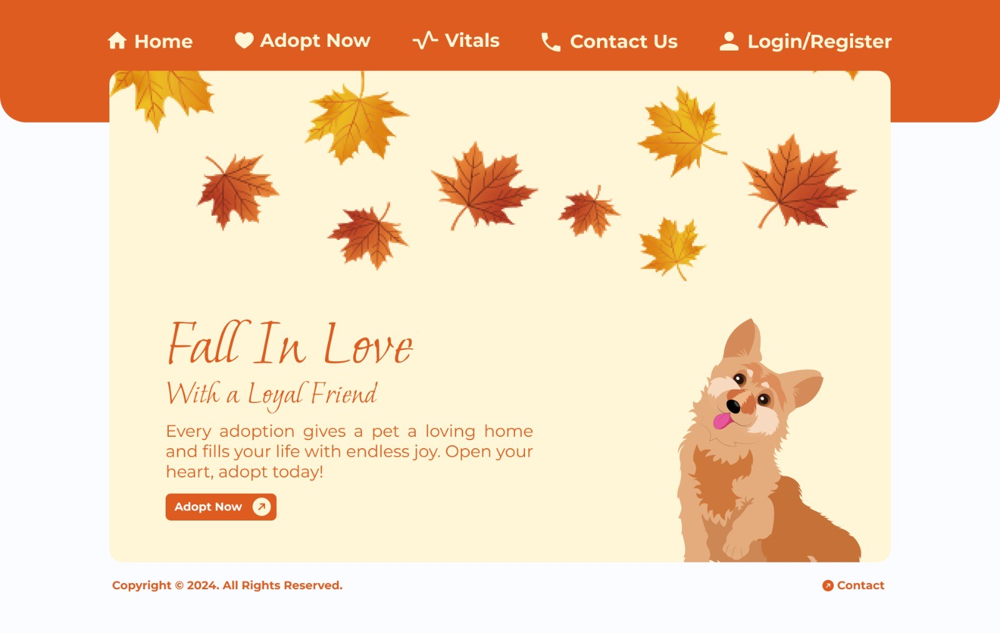 Home
Adopt Now
Vitals
Contact Us
Login/Register
Fall In Love
With a Loyal Friend
Every adoption gives a pet a loving home
and fills your life with endless joy. Open your
heart, adopt today!
Adopt Now
Copyright © 2024. All Rights Reserved.
Contact